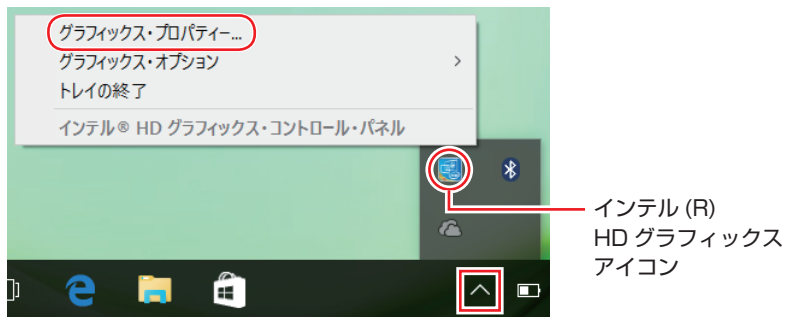 グラフィックス・プロパティー...
グラフィックス・オプション
トレイの終了
インテル® HD グラフィックス・コントロール・パネル
インテル (R)
HD グラフィックス
アイコン